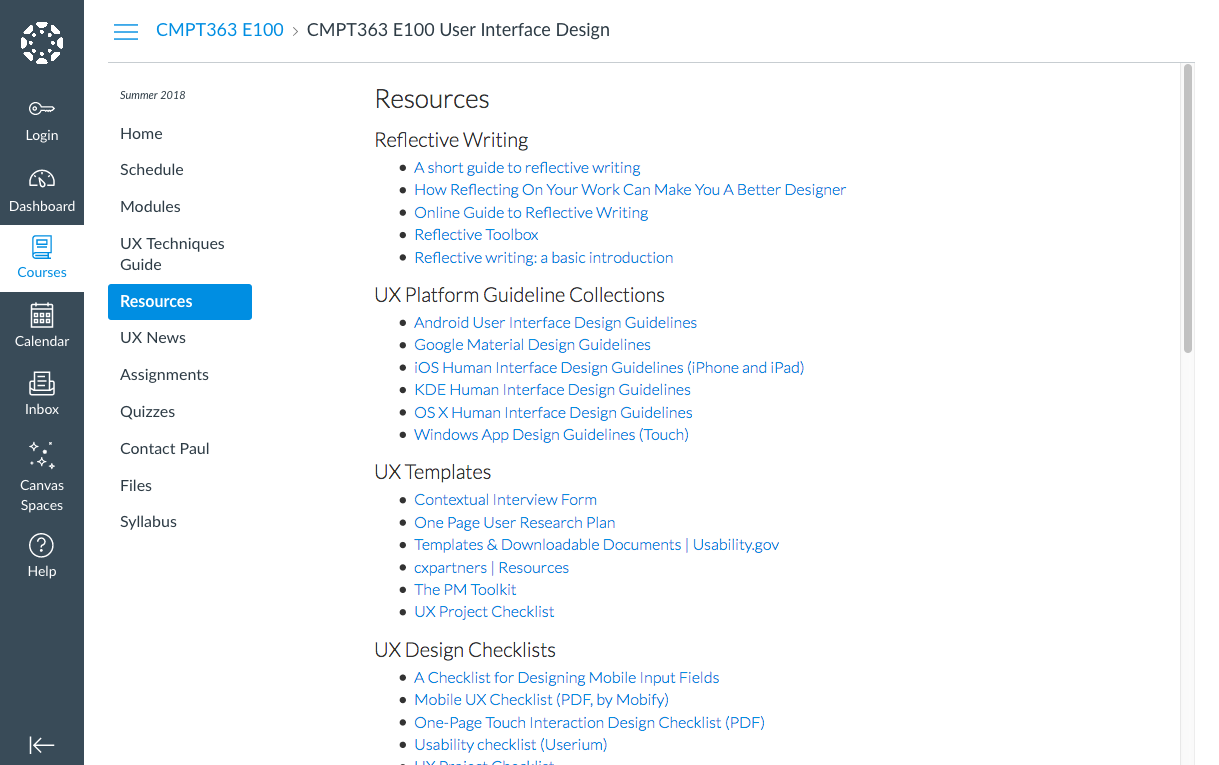 CMPT363 E100 › CMPT363 E100 User Interface Design
Login
Dashboard
Courses
Calendar
Inbox
Canvas
Spaces
Help
Summer 2018
Home
Schedule
Modules
UX Techniques
Guide
Resources
UX News
Assignments
Quizzes
Contact Paul
Files
Syllabus
Resources
Reflective Writing
• A short guide to reflective writing
• How Reflecting On Your Work Can Make You A Better Designer
• Online Guide to Reflective Writing
• Reflective Toolbox
• Reflective writing: a basic introduction
UX Platform Guideline Collections
• Android User Interface Design Guidelines
• Google Material Design Guidelines
• iOS Human Interface Design Guidelines (iPhone and iPad)
• KDE Human Interface Design Guidelines
• OS X Human Interface Design Guidelines
• Windows App Design Guidelines (Touch)
UX Templates
• Contextual Interview Form
• One Page User Research Plan
• Templates & Downloadable Documents | Usability.gov
• cxpartners | Resources
• The PM Toolkit
• UX Project Checklist
UX Design Checklists
• A Checklist for Designing Mobile Input Fields
• Mobile UX Checklist (PDF, by Mobify)
• One-Page Touch Interaction Design Checklist (PDF)
• Usability checklist (Userium)
• UX Project Checklist